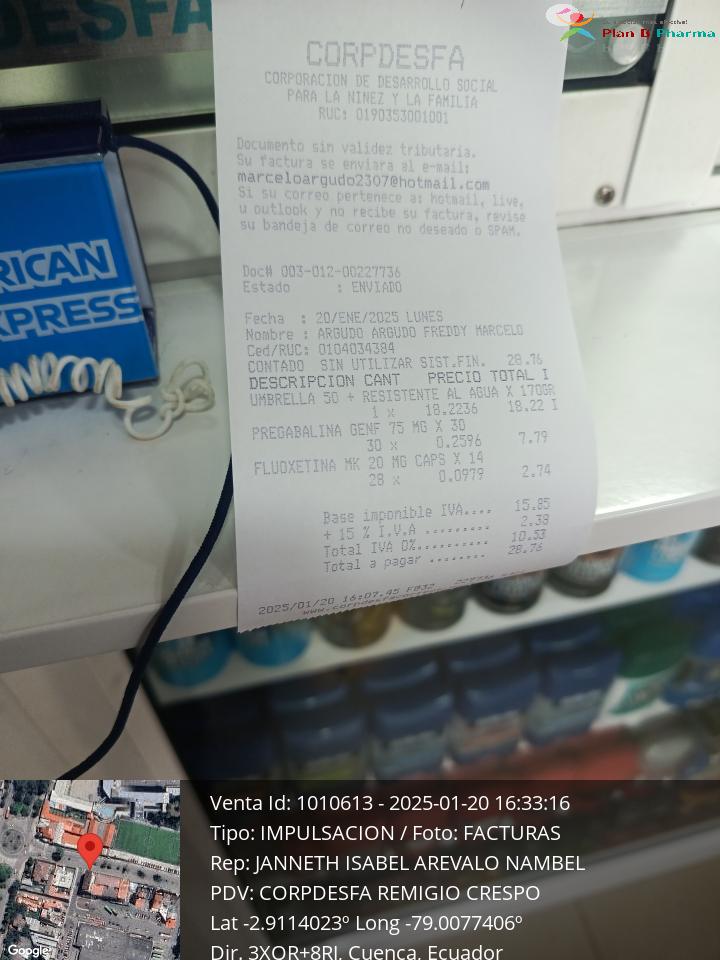 DESFA
Plan B Pharma
CORPDESFA
CORPORACION DE DESARROLLO SOCIAL
PARA LA NINEZ Y LA FAMILIA
RUC: 0190353001001
Documento sin validez tributaria.
Su factura se enviara al e-mail:
marceloargudo2307@hotmail.com
Si su correo pertenece a: hotmail, live,
u outlook y no recibe su factura, revise
su bandeja de correo no deseado o SPAM.
Doc# 003-012-00227736
Estado : ENVIADO
Fecha : 20/ENE/2025 LUNES
Nombre : ARGUDO ARGUDO FREDDY MARCELO
Ced/RUC: 0104034384
CONTADO SIN UTILIZAR SIST.FIN. 28.76
DESCRIPCION CANT PRECIO TOTAL I
UMBRELLA 50 + RESISTENTE AL AGUA X 170GR
1 x 18.2236 18.22 I
PREGABALINA GENF 75 MG X 30
30 x 0.2596 7.79
FLUOXETINA MK 20 MG CAPS X 14
28 x 0.0979 2.74
Base imponible IVA.... 15.85
+ 15 % I.V.A ......... 2.38
Total IVA 0%.......... 10.53
Total a pagar ........ 28.76
2025/01/20 16:07:45 F032
RICAN
XPRESS
Venta Id: 1010613 - 2025-01-20 16:33:16
Tipo: IMPULSACION / Foto: FACTURAS
Rep: JANNETH ISABEL AREVALO NAMBEL
PDV: CORPDESFA REMIGIO CRESPO
Lat -2.9114023º Long -79.0077406º
Dir. 3XQR+8RJ, Cuenca, Ecuador
Google